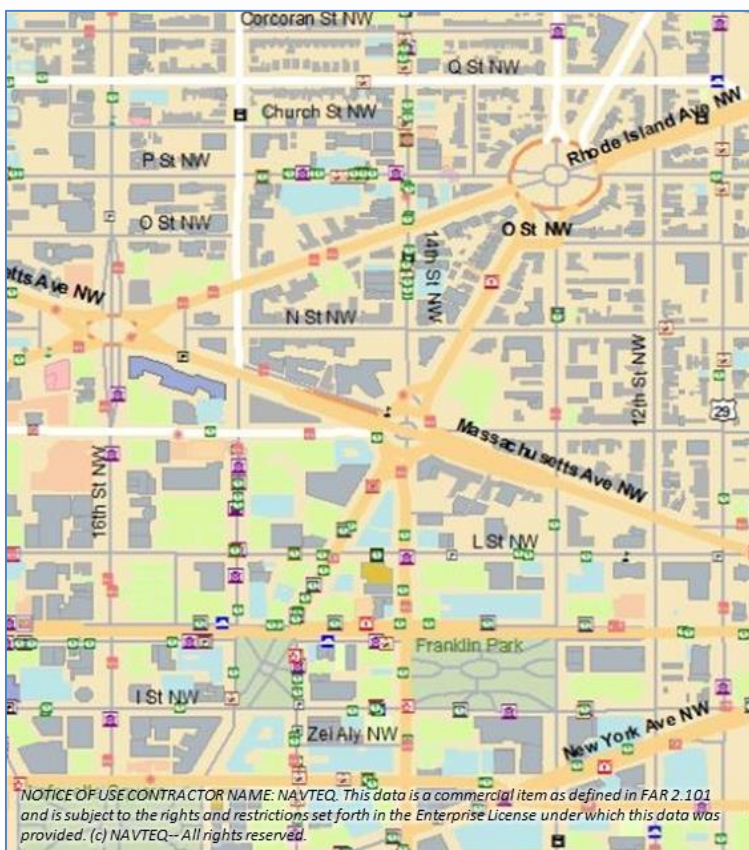 Corcoran St NW
Q St NW
Church St NW
Rhode Island Ave NW
P St NW
O St NW
O St NW
14th St NW
etts Ave NW
N St NW
12th St NW
29
Massachusetts Ave NW
16th St NW
L St NW
Franklin Park
I St NW
Zei Aly NW
New York Ave NW
NOTICE OF USE CONTRACTOR NAME: NAVTEQ. This data is a commercial item as defined in FAR 2.101
and is subject to the rights and restrictions set forth in the Enterprise License under which this data was
provided. (c) NAVTEQ-- All rights reserved.